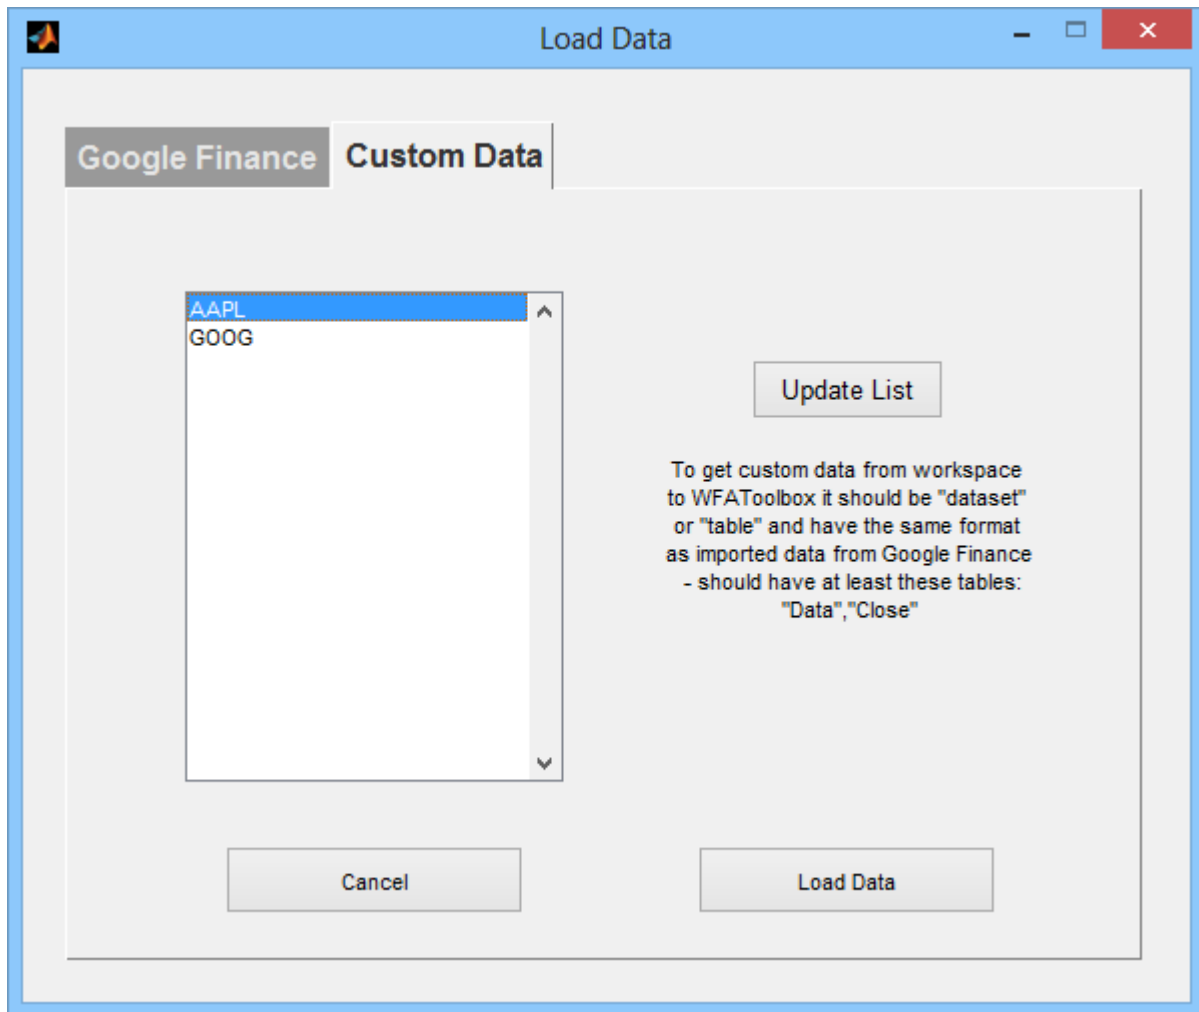 Load Data
Google Finance
Custom Data
AAPL
GOOG
Update List
To get custom data from workspace
to WFAToolbox it should be "dataset"
or "table" and have the same format
as imported data from Google Finance
- should have at least these tables:
"Data","Close"
Cancel
Load Data